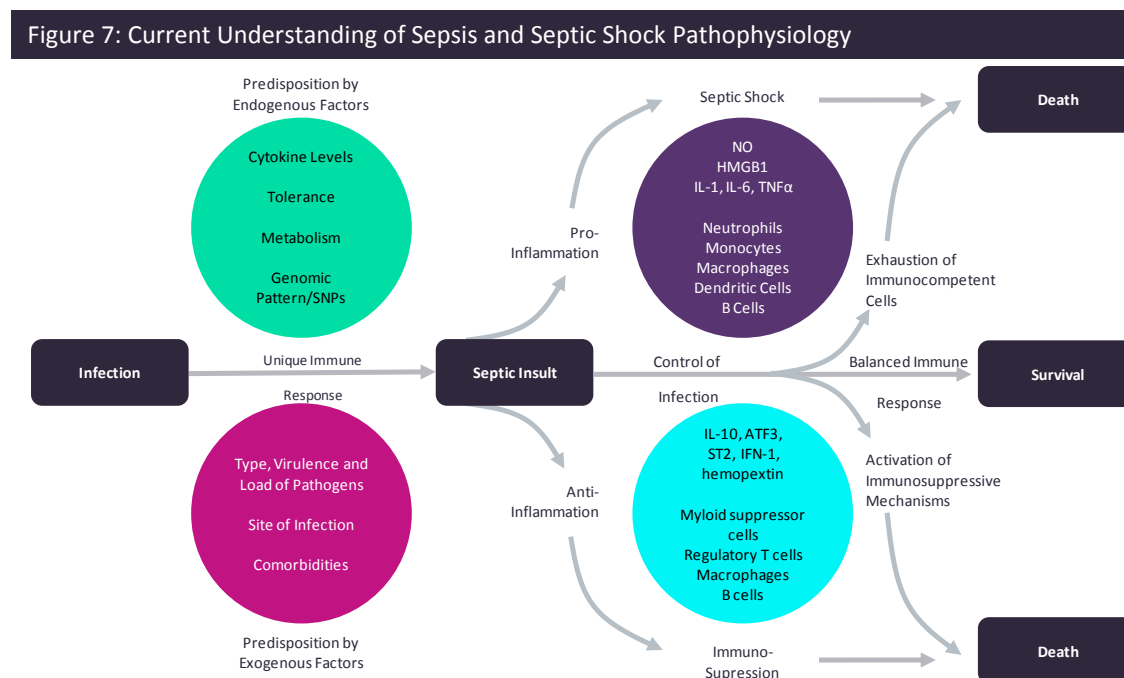 Figure 7: Current Understanding of Sepsis and Septic Shock Pathophysiology
Predisposition by
Endogenous Factors
Cytokine Levels
Tolerance
Metabolism
Genomic
Pattern/SNPs
Infection
Unique Immune
Response
Type, Virulence and
Load of Pathogens
Site of Infection
Comorbidities
Predisposition by
Exogenous Factors
Septic Insult
Pro-
Inflammation
Anti-
Inflammation
Septic Shock
NO
HMGB1
IL-1, IL-6, TNFα
Neutrophils
Monocytes
Macrophages
Dendritic Cells
B Cells
Control of
Infection
IL-10, ATF3,
ST2, IFN-1,
hemopextin
Myloid suppressor
cells
Regulatory T cells
Macrophages
B cells
Immuno-
Supression
Exhaustion of
Immunocompetent
Cells
Balanced Immune
Response
Activation of
Immunosuppressive
Mechanisms
Death
Survival
Death